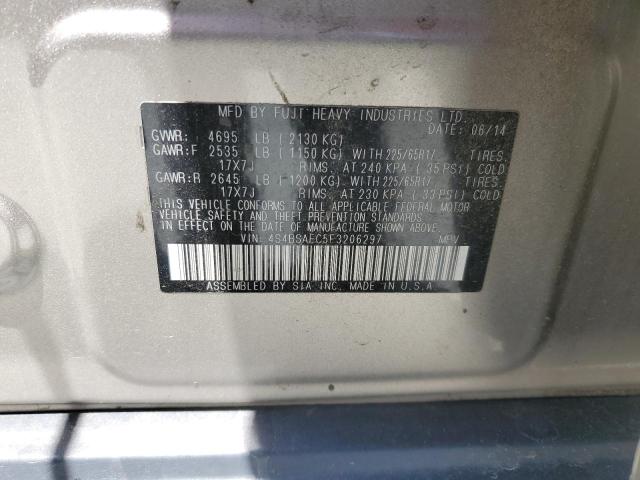 MFD BY FUJI HEAVY INDUSTRIES LTD.
DATE: 06/14
GVWR: 4695 LB ( 2130 KG)
GAWR:F 2535 LB ( 1150 KG) WITH 225/65R17 TIRES.
17X7J RIMS. AT 240 KPA ( 35 PSI) COLD
GAWR:R 2645 LB ( 1200 KG) WITH 225/65R17 TIRES.
17X7J RIMS. AT 230 KPA ( 33 PSI) COLD
THIS VEHICLE CONFORMS TO ALL APPLICABLE FEDERAL MOTOR
VEHICLE SAFETY AND THEFT PREVENTION STANDARDS
IN EFFECT ON THE DATE OF MANUFACTURE SHOWN ABOVE.
VIN: 4S4BSAEC5F3206297 MPV
ASSEMBLED BY SIA INC. MADE IN U.S.A